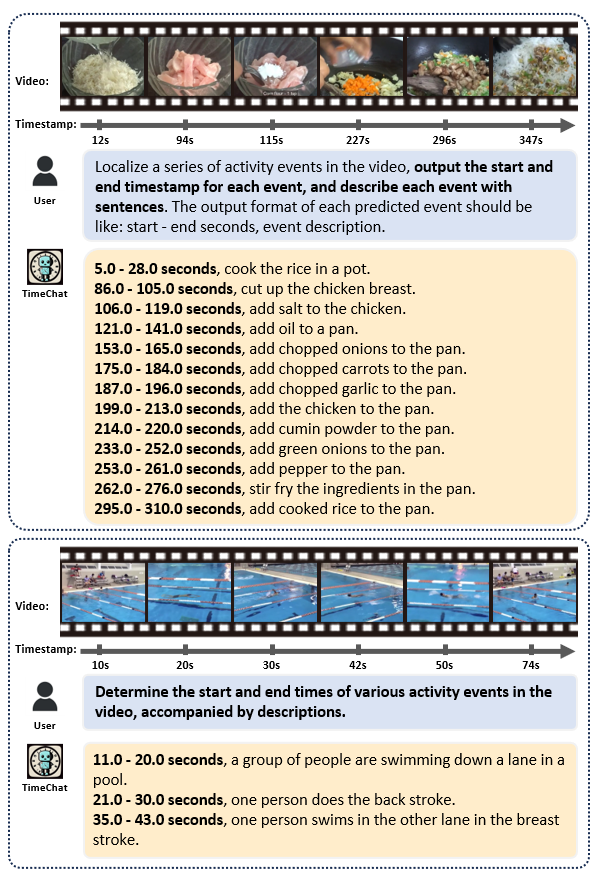 Video:
Corn flour - 1 tsp
Timestamp:
12s 94s 115s 227s 296s 347s
User
Localize a series of activity events in the video, output the start and
end timestamp for each event, and describe each event with
sentences. The output format of each predicted event should be
like: start - end seconds, event description.
TimeChat
5.0 - 28.0 seconds, cook the rice in a pot.
86.0 - 105.0 seconds, cut up the chicken breast.
106.0 - 119.0 seconds, add salt to the chicken.
121.0 - 141.0 seconds, add oil to a pan.
153.0 - 165.0 seconds, add chopped onions to the pan.
175.0 - 184.0 seconds, add chopped carrots to the pan.
187.0 - 196.0 seconds, add chopped garlic to the pan.
199.0 - 213.0 seconds, add the chicken to the pan.
214.0 - 220.0 seconds, add cumin powder to the pan.
233.0 - 252.0 seconds, add green onions to the pan.
253.0 - 261.0 seconds, add pepper to the pan.
262.0 - 276.0 seconds, stir fry the ingredients in the pan.
295.0 - 310.0 seconds, add cooked rice to the pan.
Video:
Timestamp:
10s 20s 30s 42s 50s 74s
User
Determine the start and end times of various activity events in the
video, accompanied by descriptions.
TimeChat
11.0 - 20.0 seconds, a group of people are swimming down a lane in a
pool.
21.0 - 30.0 seconds, one person does the back stroke.
35.0 - 43.0 seconds, one person swims in the other lane in the breast
stroke.